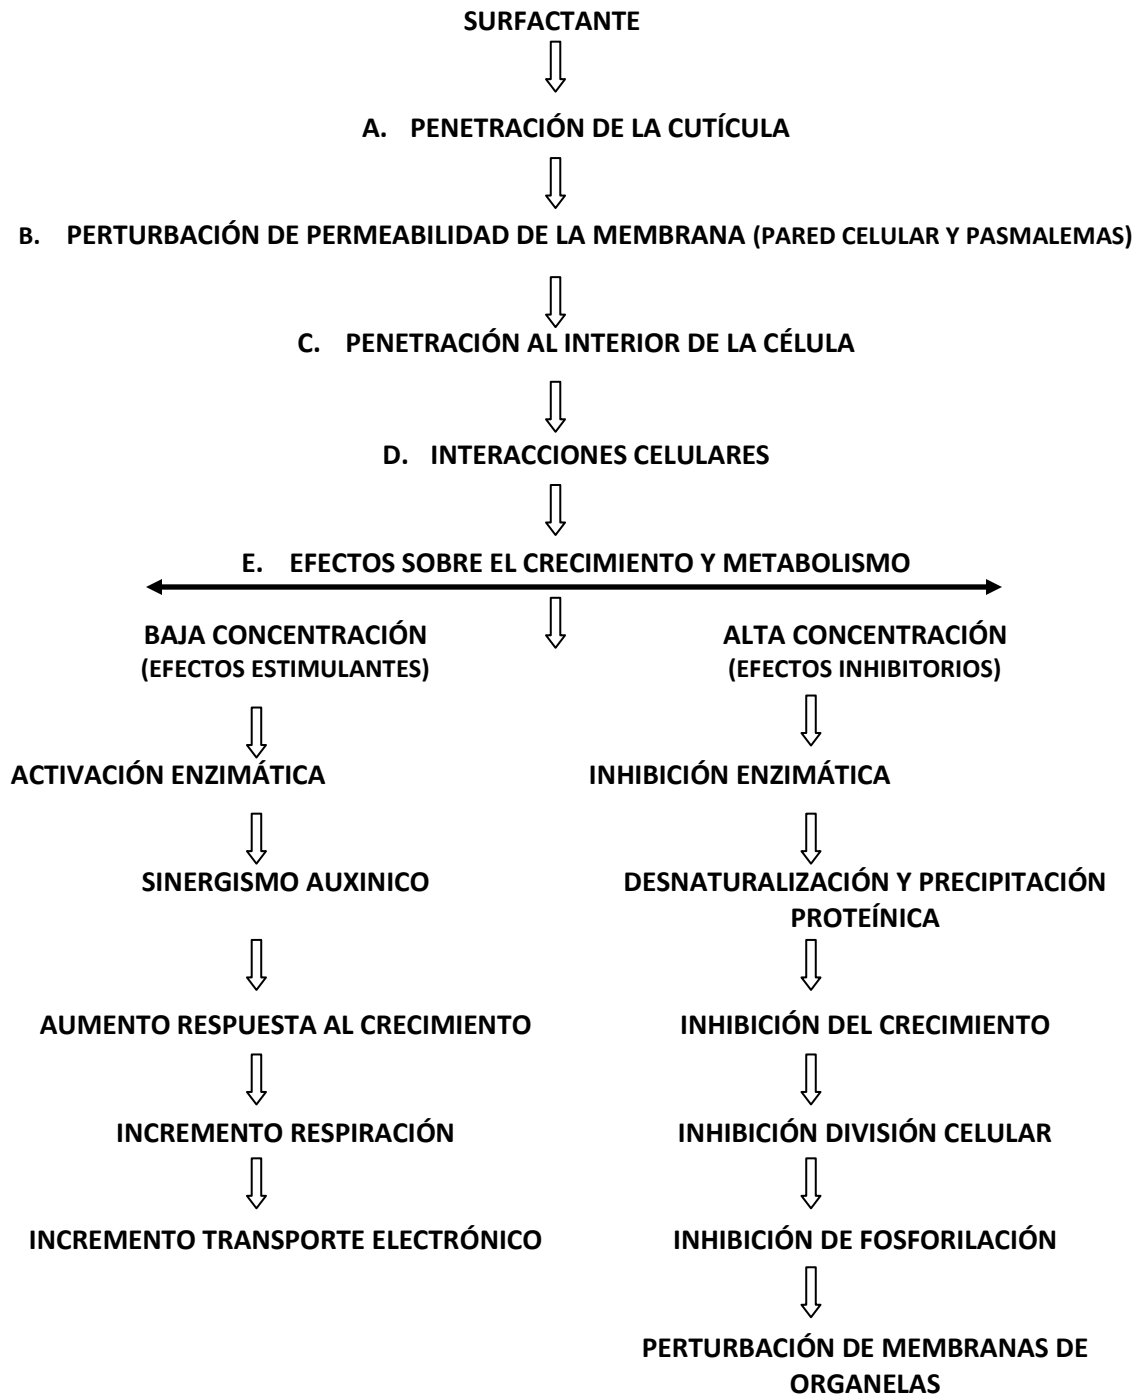 SURFACTANTE
A. PENETRACIÓN DE LA CUTÍCULA
B. PERTURBACIÓN DE PERMEABILIDAD DE LA MEMBRANA (PARED CELULAR Y PASMALEMAS)
C. PENETRACIÓN AL INTERIOR DE LA CÉLULA
D. INTERACCIONES CELULARES
E. EFECTOS SOBRE EL CRECIMIENTO Y METABOLISMO
BAJA CONCENTRACIÓN
(EFECTOS ESTIMULANTES)
ACTIVACIÓN ENZIMÁTICA
SINERGISMO AUXINICO
AUMENTO RESPUESTA AL CRECIMIENTO
INCREMENTO RESPIRACIÓN
INCREMENTO TRANSPORTE ELECTRÓNICO
ALTA CONCENTRACIÓN
(EFECTOS INHIBITORIOS)
INHIBICIÓN ENZIMÁTICA
DESNATURALIZACIÓN Y PRECIPITACIÓN
PROTEÍNICA
INHIBICIÓN DEL CRECIMIENTO
INHIBICIÓN DIVISIÓN CELULAR
INHIBICIÓN DE FOSFORILACIÓN
PERTURBACIÓN DE MEMBRANAS DE
ORGANELAS